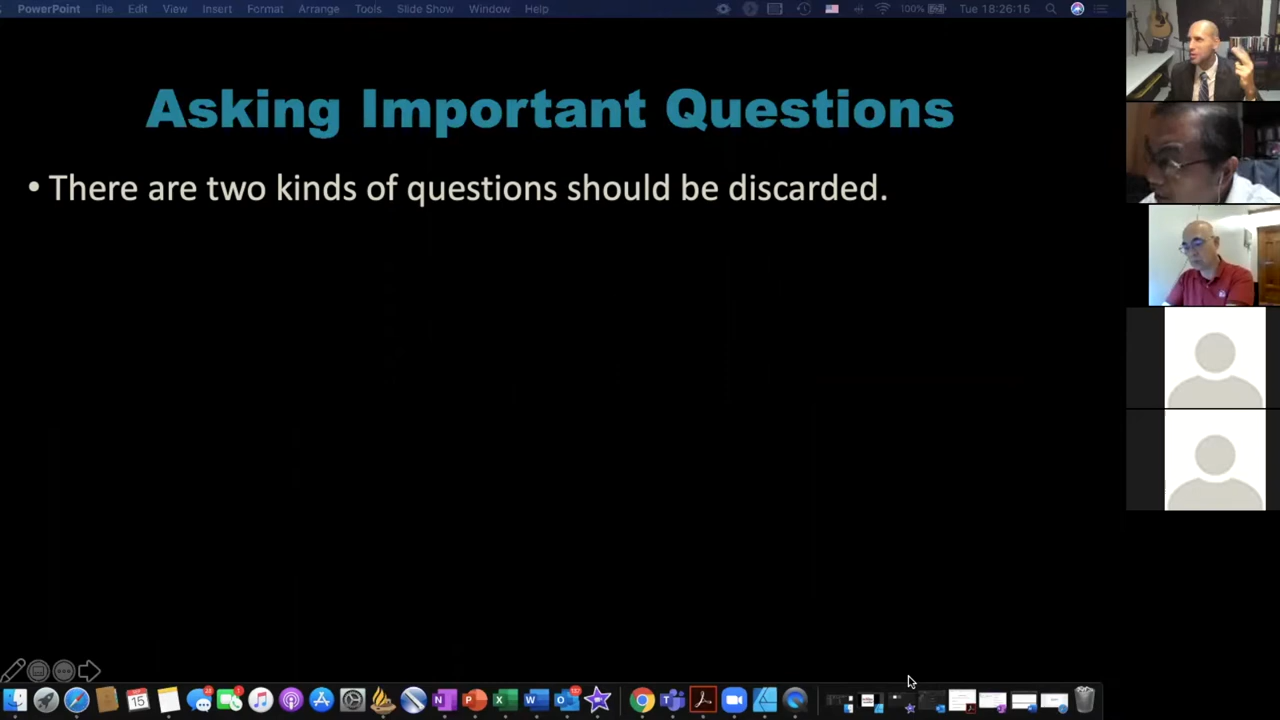 PowerPoint File Edit View Insert Format Arrange Tools Slide Show Window Help 100% Tue 18:26:16
Asking Important Questions
• There are two kinds of questions should be discarded.
15